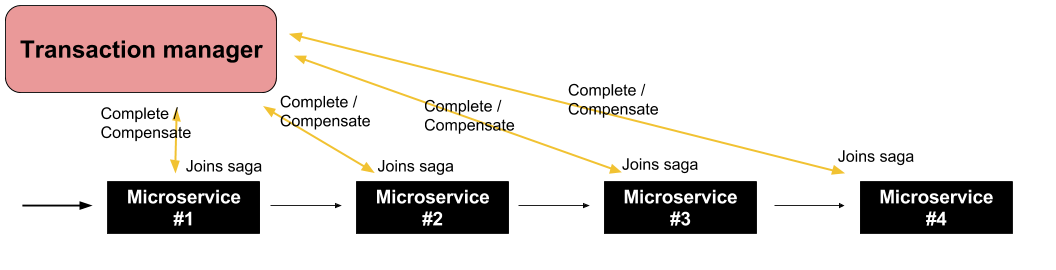 Transaction manager
Complete /
Compensate
Complete /
Compensate
Complete /
Compensate
Complete /
Compensate
Joins saga
Joins saga
Joins saga
Joins saga
Microservice
#1
Microservice
#2
Microservice
#3
Microservice
#4